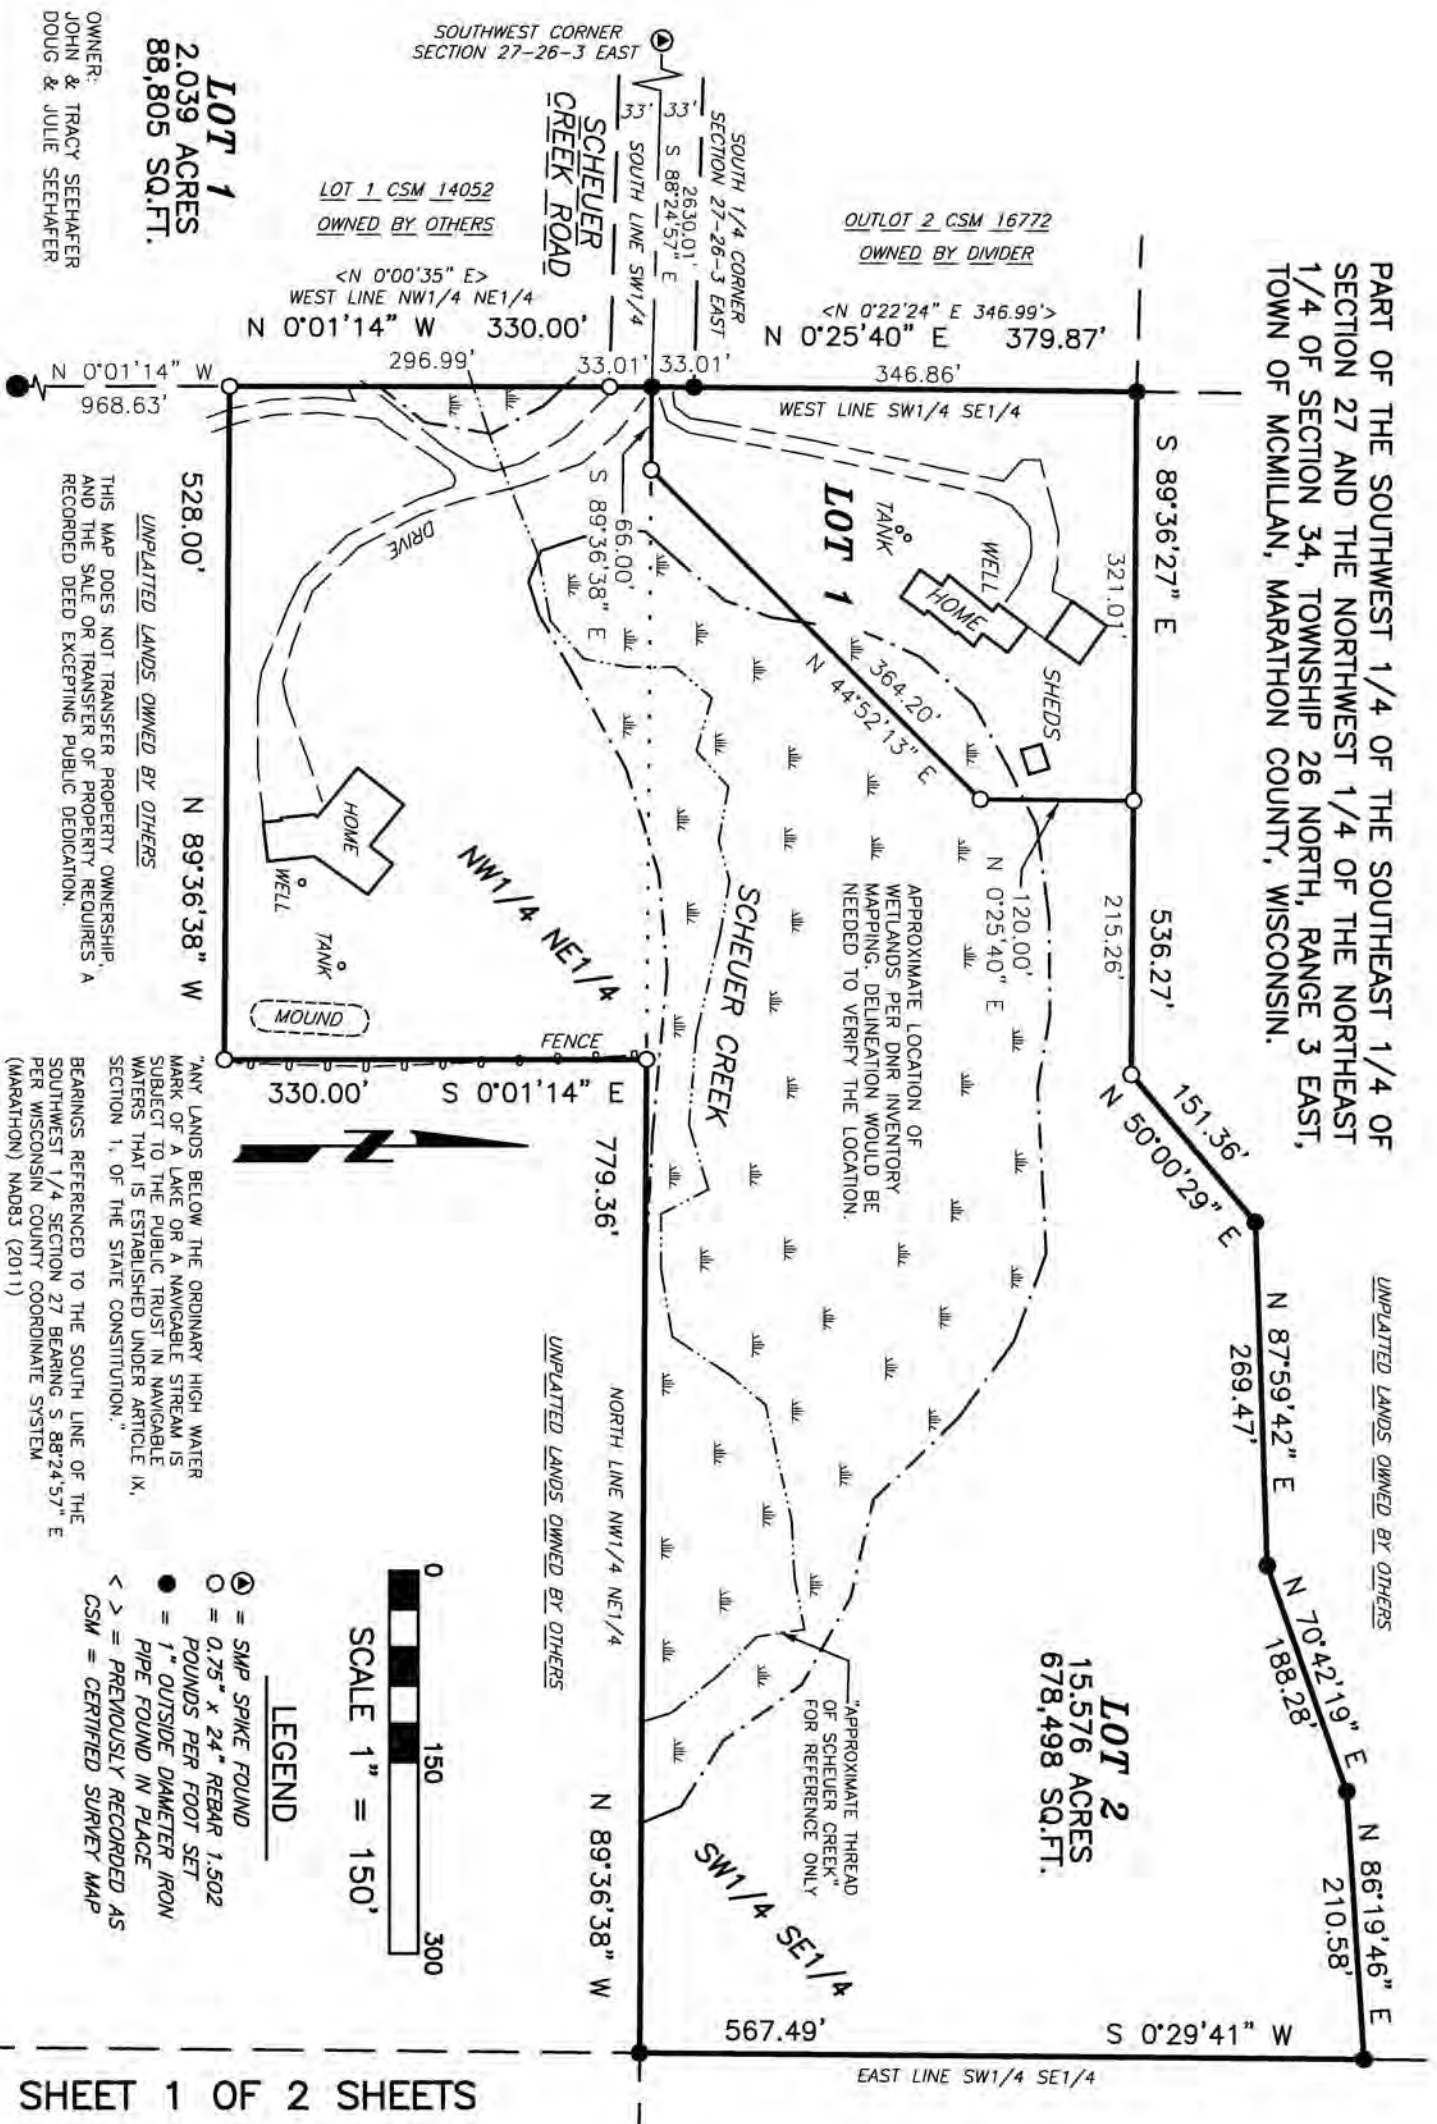 PART OF THE SOUTHWEST 1/4 OF THE SOUTHEAST 1/4 OF
SECTION 27 AND THE NORTHWEST 1/4 OF THE NORTHEAST
1/4 OF SECTION 34, TOWNSHIP 26 NORTH, RANGE 3 EAST,
TOWN OF MCMILLAN, MARATHON COUNTY, WISCONSIN.
UNPLATTED LANDS OWNED BY OTHERS
OUTLOT 2 CSM 16772
OWNED BY DIVIDER
<N 0°22'24" E 346.99'>
N 0°25'40" E 379.87'
346.86'
WEST LINE SW1/4 SE1/4
S 89°36'27" E
536.27'
321.01'
215.26'
N 50°00'29" E
151.36'
N 87°59'42" E
269.47'
N 70°42'19" E
188.28'
N 86°19'46" E
210.58'
S 0°29'41" W
567.49'
EAST LINE SW1/4 SE1/4
LOT 2
15.576 ACRES
678,498 SQ.FT.
SW1/4 SE1/4
LOT 1
TANK
WELL
HOME
SHEDS
364.20'
N 44°52'13" E
120.00'
N 0°25'40" E
APPROXIMATE LOCATION OF
WETLANDS PER DNR INVENTORY
MAPPING. DELINEATION WOULD BE
NEEDED TO VERIFY THE LOCATION.
"APPROXIMATE THREAD
OF SCHEUER CREEK"
FOR REFERENCE ONLY
SCHEUER CREEK
SOUTHWEST CORNER
SECTION 27-26-3 EAST
SOUTH 1/4 CORNER
SECTION 27-26-3 EAST
2630.01'
S 88°24'57" E
33'
33'
SOUTH LINE SW1/4
SCHEUER
CREEK ROAD
33.01'
33.01'
66.00'
S 89°36'38" E
LOT 1 CSM 14052
OWNED BY OTHERS
<N 0°00'35" E>
WEST LINE NW1/4 NE1/4
N 0°01'14" W 330.00'
296.99'
N 0°01'14" W
968.63'
DRIVE
HOME
WELL
TANK
MOUND
NW1/4 NE1/4
FENCE
S 0°01'14" E
330.00'
779.36'
N 89°36'38" W
NORTH LINE NW1/4 NE1/4
UNPLATTED LANDS OWNED BY OTHERS
528.00'
N 89°36'38" W
UNPLATTED LANDS OWNED BY OTHERS
LOT 1
2.039 ACRES
88,805 SQ.FT.
OWNER:
JOHN & TRACY SEEHAFER
DOUG & JULIE SEEHAFER
THIS MAP DOES NOT TRANSFER PROPERTY OWNERSHIP,
AND THE SALE OR TRANSFER OF PROPERTY REQUIRES A
RECORDED DEED EXCEPTING PUBLIC DEDICATION.
"ANY LANDS BELOW THE ORDINARY HIGH WATER
MARK OF A LAKE OR A NAVIGABLE STREAM IS
SUBJECT TO THE PUBLIC TRUST IN NAVIGABLE
WATERS THAT IS ESTABLISHED UNDER ARTICLE IX,
SECTION 1, OF THE STATE CONSTITUTION."
BEARINGS REFERENCED TO THE SOUTH LINE OF THE
SOUTHWEST 1/4 SECTION 27 BEARING S 88°24'57" E
PER WISCONSIN COUNTY COORDINATE SYSTEM
(MARATHON) NAD83 (2011)
N
0 150 300
SCALE 1" = 150'
LEGEND
= SMP SPIKE FOUND
= 0.75" x 24" REBAR 1.502
POUNDS PER FOOT SET
= 1" OUTSIDE DIAMETER IRON
PIPE FOUND IN PLACE
< > = PREVIOUSLY RECORDED AS
CSM = CERTIFIED SURVEY MAP
SHEET 1 OF 2 SHEETS